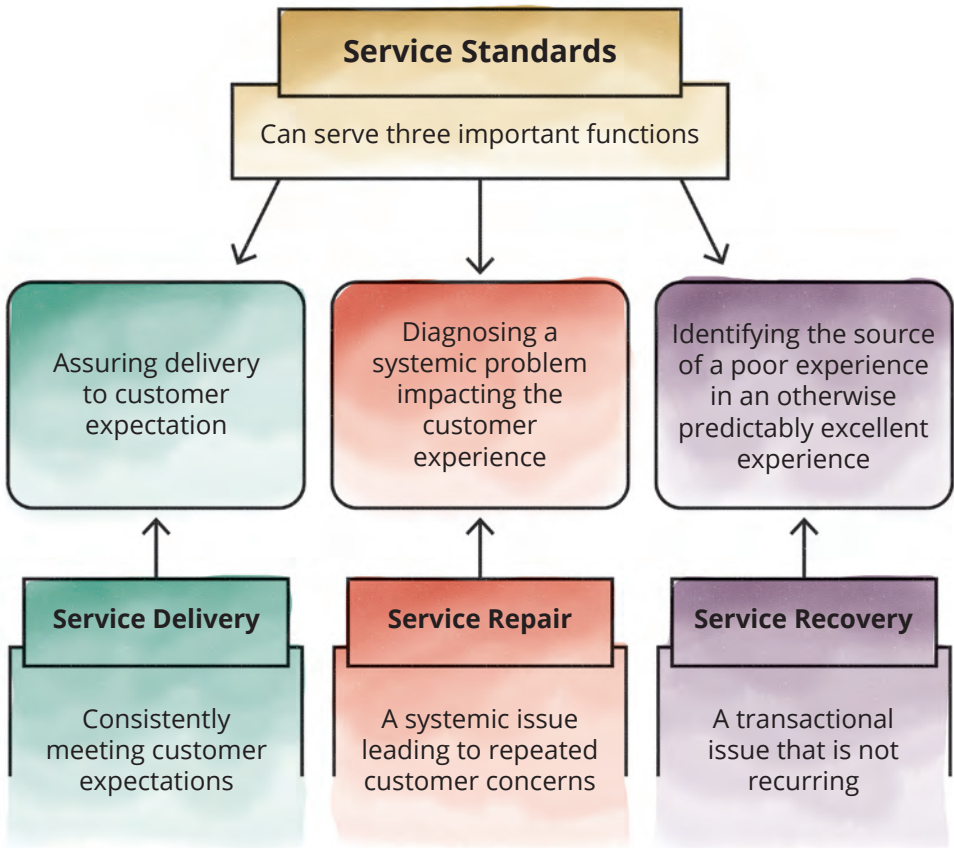 Service Standards
Can serve three important functions
Assuring delivery
to customer
expectation
Diagnosing a
systemic problem
impacting the
customer
experience
Identifying the source
of a poor experience
in an otherwise
predictably excellent
experience
Service Delivery
Consistently
meeting customer
expectations
Service Repair
A systemic issue
leading to repeated
customer concerns
Service Recovery
A transactional
issue that is not
recurring